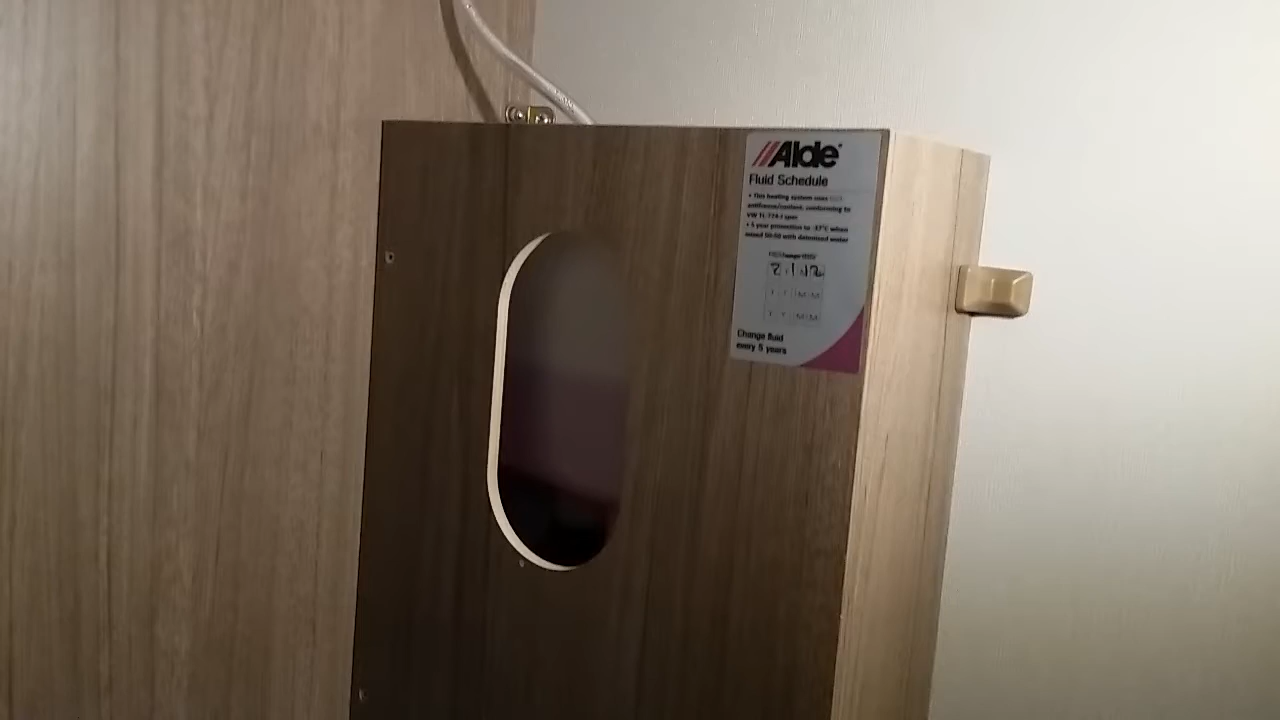 Alde
Fluid Schedule
• This heating system uses
antifreeze/coolant, conforming to
VW TL-774-J spec
• 5 year protection to -37°C when
mixed 50:50 with deionised water
Y Y M M
Y Y M M
Change fluid
every 5 years